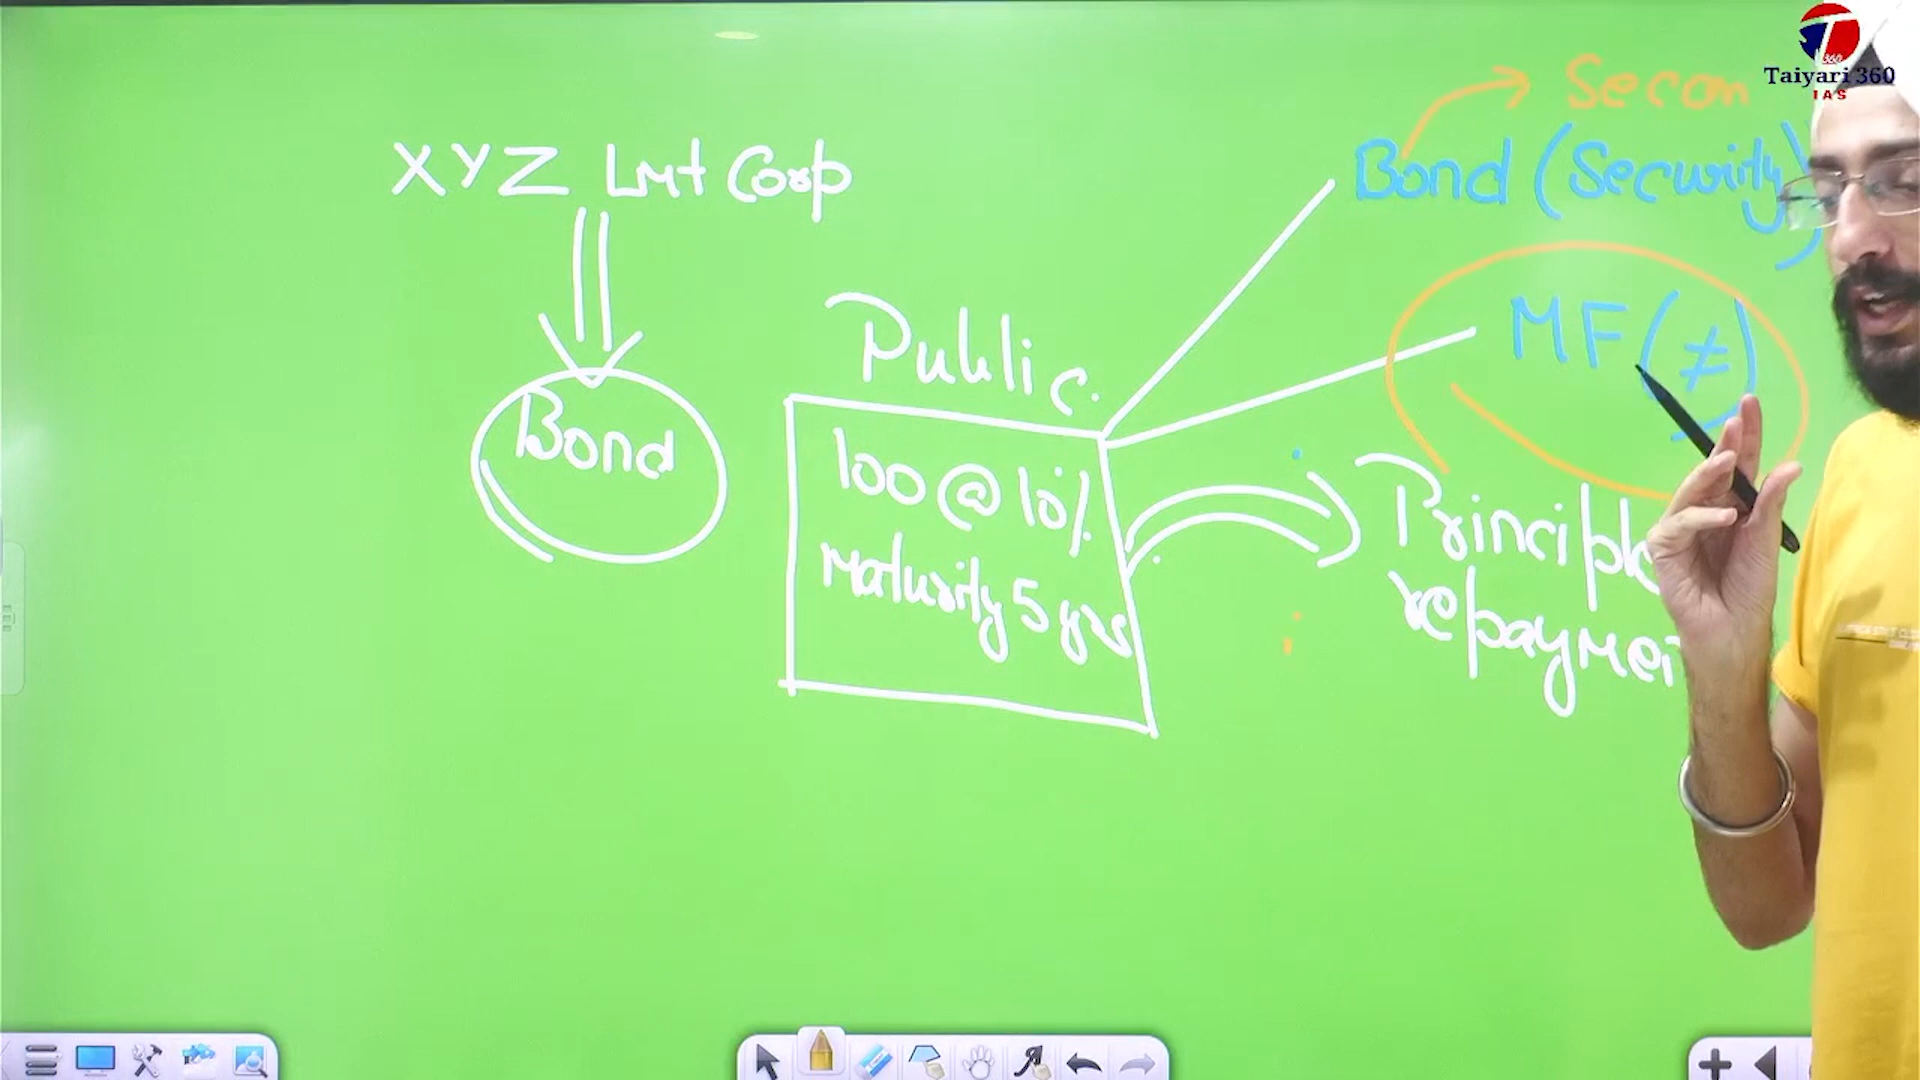 T
360
Taiyari 360
IAS
Secon
XYZ Lmt Corp
Bond (Security)
MF (≠)
Public.
Bond
100 @ 10%
Maturity 5 yrs
Principle
repaymen